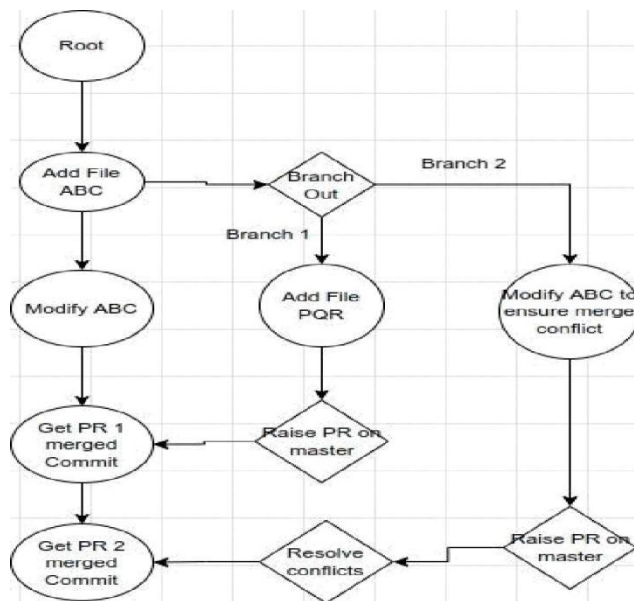 Root
Add File
ABC
Branch
Out
Branch 2
Branch 1
Modify ABC
Add File
PQR
Modify ABC to
ensure merge
conflict
Get PR 1
merged
Commit
Raise PR on
master
Get PR 2
merged
Commit
Resolve
conflicts
Raise PR on
master